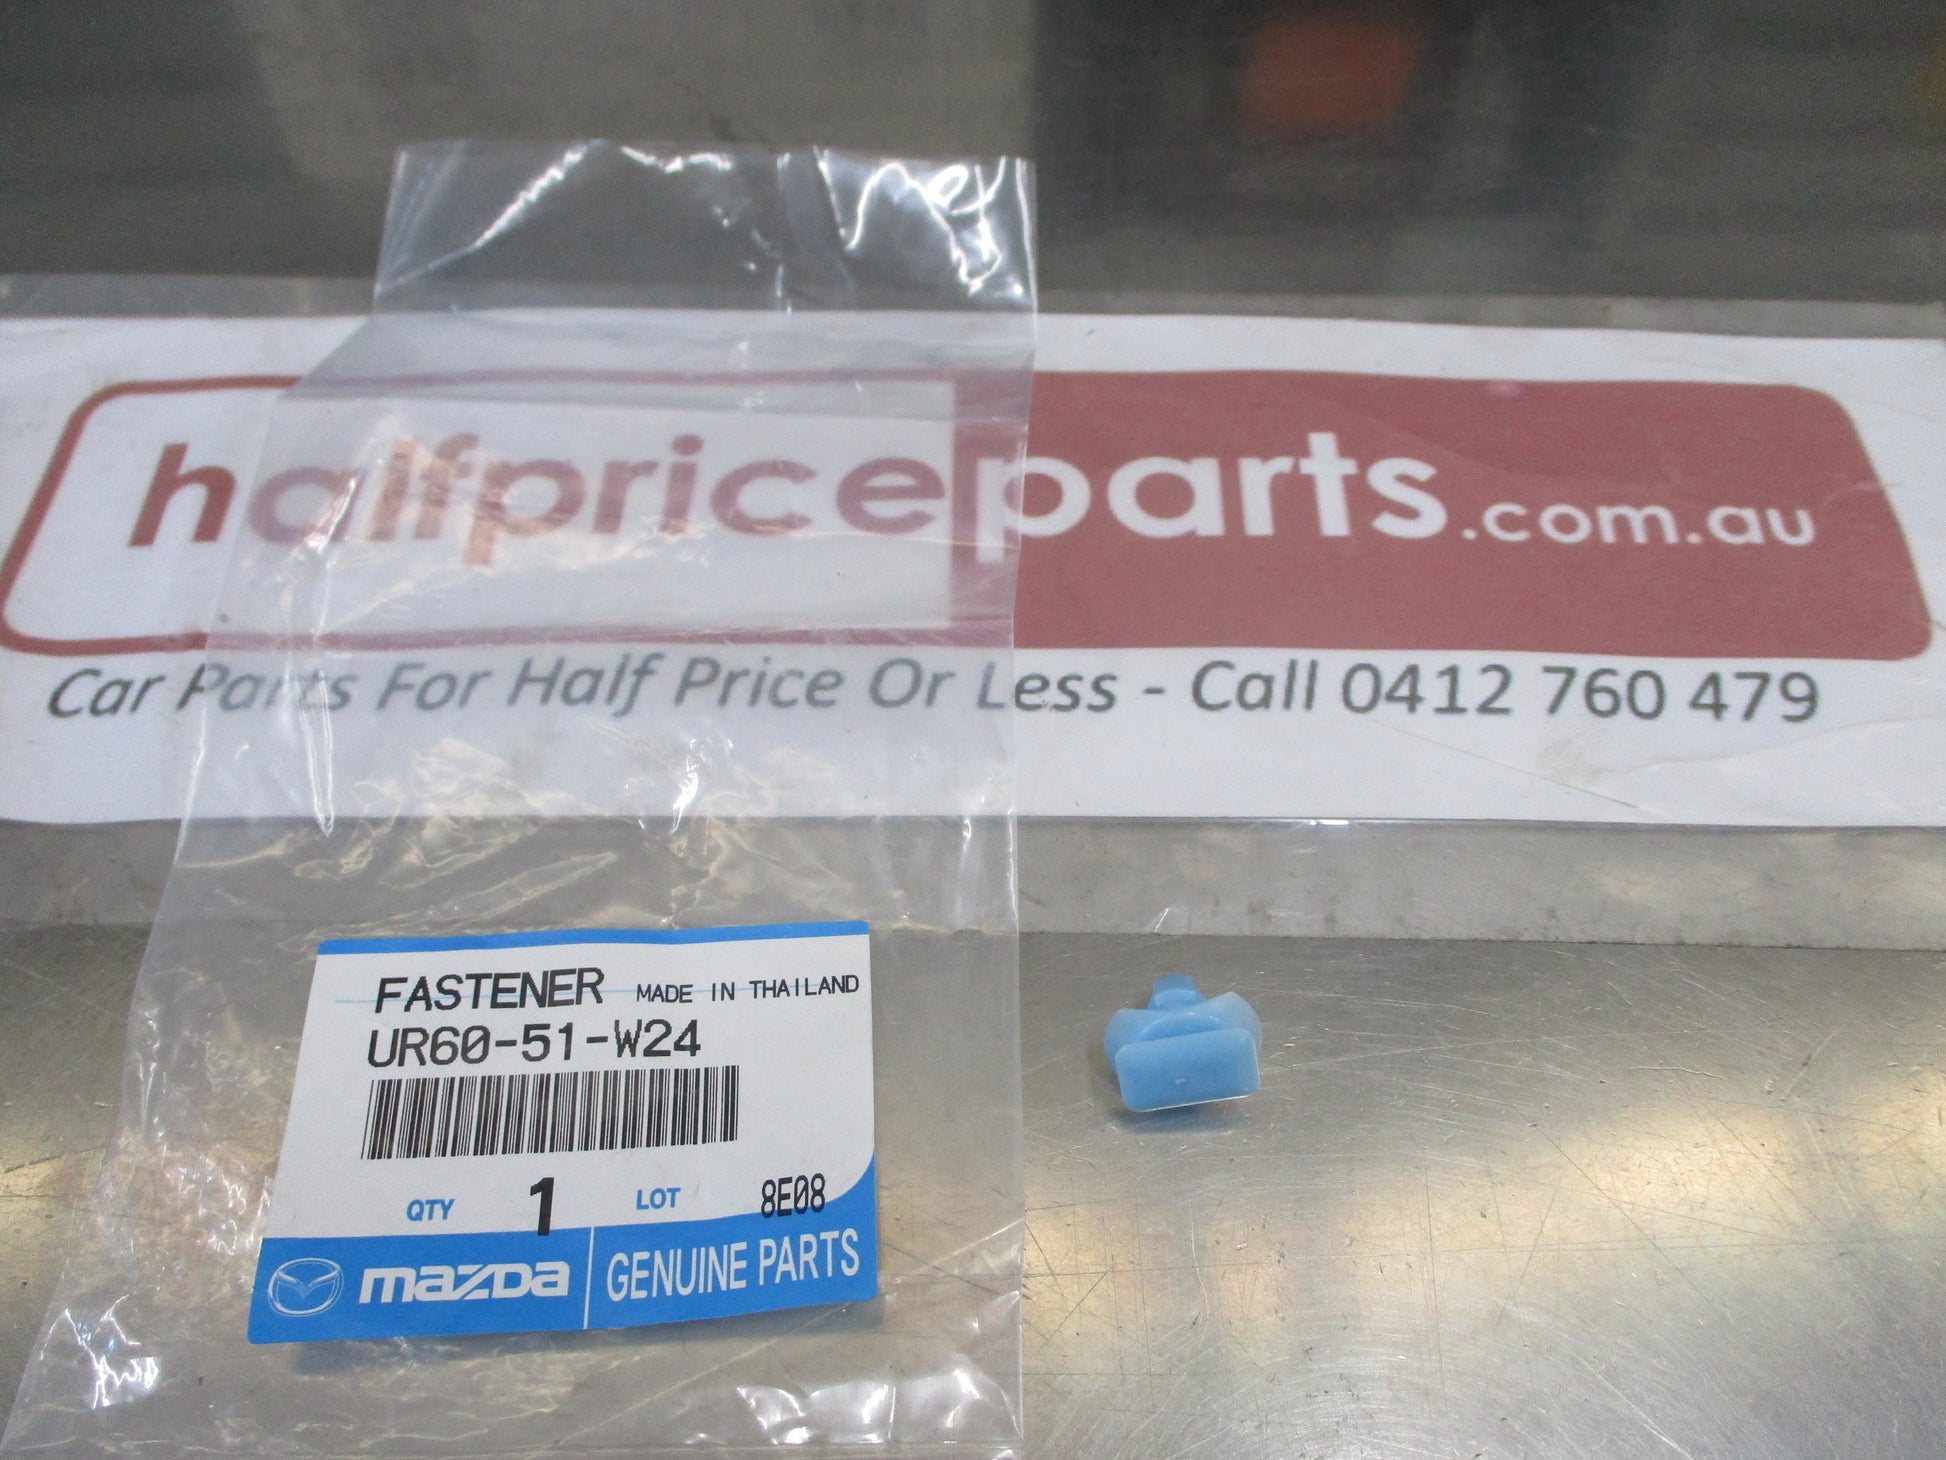 halfpriceparts.com.au
Car Parts For Half Price Or Less - Call 0412 760 479
FASTENER MADE IN THAILAND
UR60-51-W24
QTY 1 LOT 8E08
mazda GENUINE PARTS